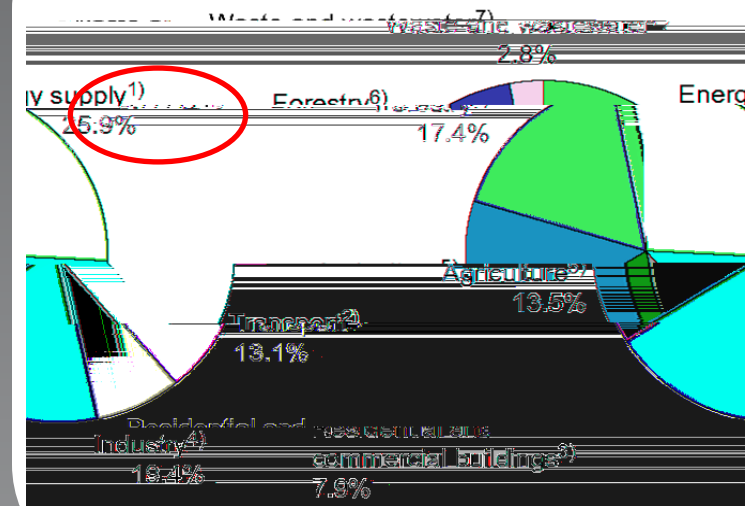 Waste and wastewater7)
2.8%
y supply1)
25.9%
Forestry6)
17.4%
Energ
Agriculture5)
13.5%
Transport2)
13.1%
Residential and
commercial buildings3)
7.9%
Industry4)
19.4%